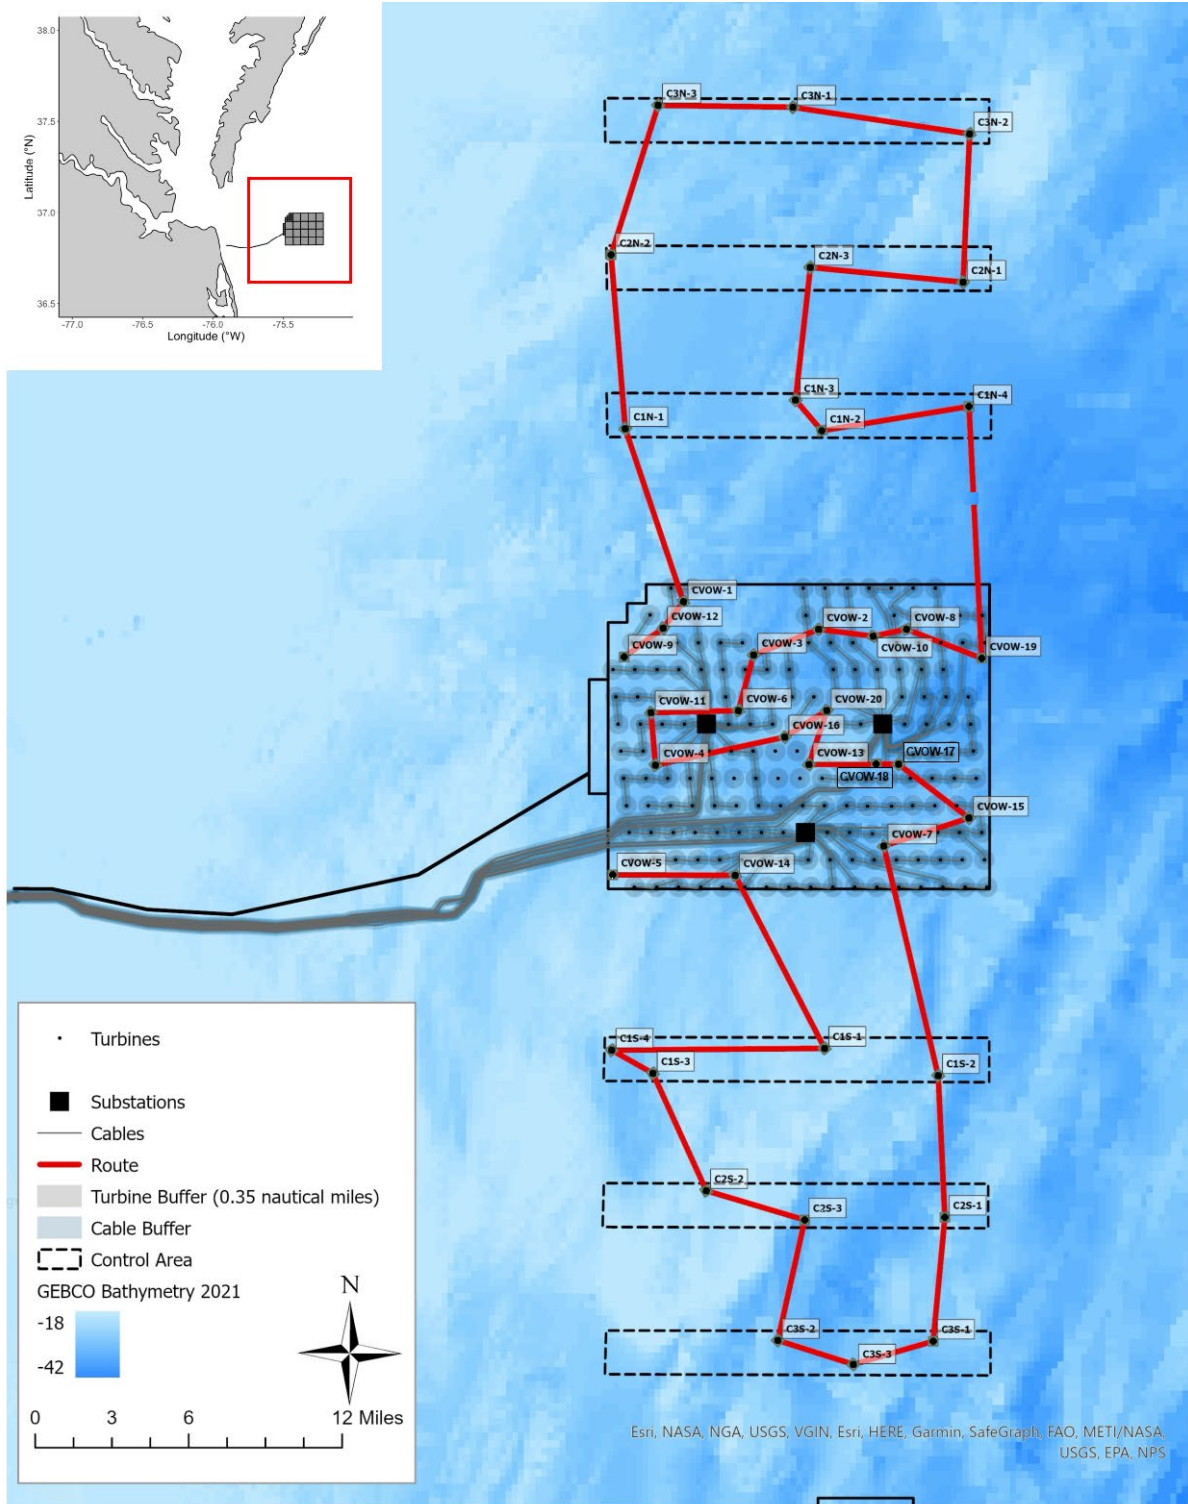 38.0
37.5
37.0
36.5
Latitude (°N)
-77.0
-76.5
-76.0
-75.5
Longitude (°W)
C3N-3
C3N-1
C3N-2
C2N-2
C2N-3
C2N-1
C1N-3
C1N-4
C1N-1
C1N-2
CVOW-1
CVOW-12
CVOW-2
CVOW-8
CVOW-9
CVOW-3
CVOW-10
CVOW-19
CVOW-11
CVOW-6
CVOW-20
CVOW-16
CVOW-4
CVOW-13
CVOW-17
CVOW-18
CVOW-15
CVOW-7
CVOW-5
CVOW-14
C1S-4
C1S-1
C1S-3
C1S-2
C2S-2
C2S-3
C2S-1
C3S-2
C3S-1
C3S-3
Turbines
Substations
Cables
Route
Turbine Buffer (0.35 nautical miles)
Cable Buffer
Control Area
GEBCO Bathymetry 2021
-18
-42
N
0 3 6 12 Miles
Esri, NASA, NGA, USGS, VGIN, Esri, HERE, Garmin, SafeGraph, FAO, METI/NASA,
USGS, EPA, NPS